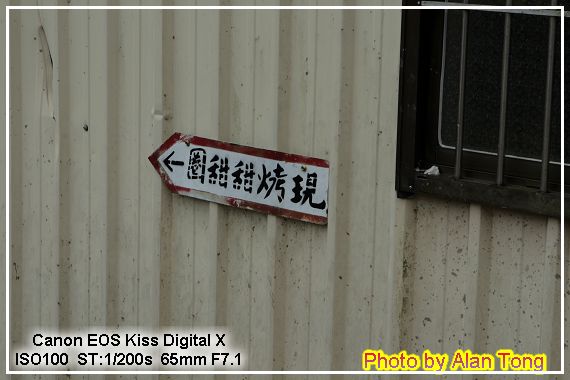 ←圈甜甜烤現
Canon EOS Kiss Digital X
ISO100 ST:1/200s 65mm F7.1
Photo by Alan Tong